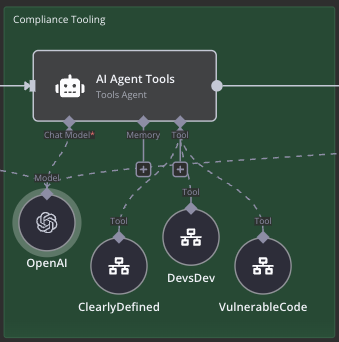 Compliance Tooling
AI Agent Tools
Tools Agent
Chat Model*
Memory
Tool
Model
Tool
Tool
Tool
OpenAI
DevsDev
ClearlyDefined
VulnerableCode